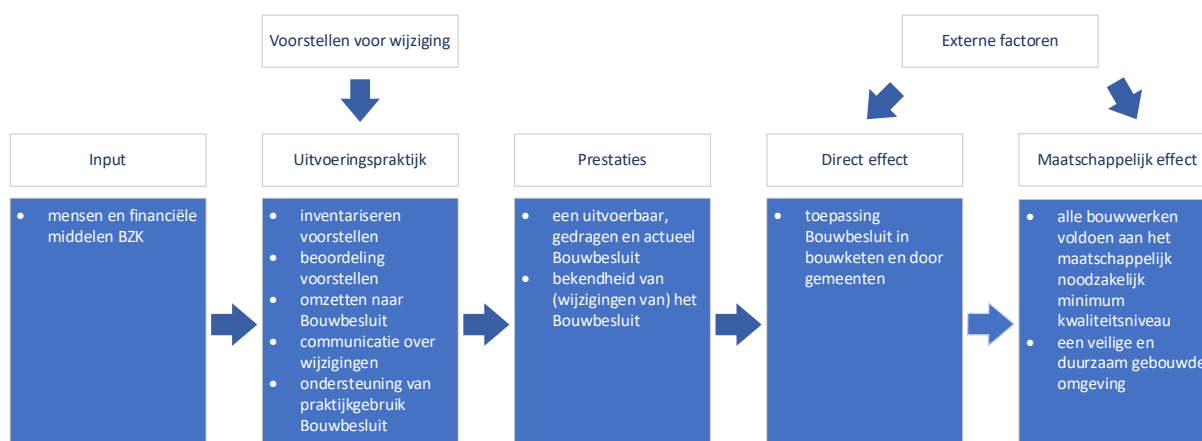 Voorstellen voor wijziging
Externe factoren
Input
Uitvoeringspraktijk
Prestaties
Direct effect
Maatschappelijk effect
• mensen en financiële
middelen BZK
• inventariseren
voorstellen
• beoordeling
voorstellen
• omzetten naar
Bouwbesluit
• communicatie over
wijzigingen
• ondersteuning van
praktijkgebruik
Bouwbesluit
• een uitvoerbaar,
gedragen en actueel
Bouwbesluit
• bekendheid van
(wijzigingen van) het
Bouwbesluit
• toepassing
Bouwbesluit in
bouwketen en door
gemeenten
• alle bouwwerken
voldoen aan het
maatschappelijk
noodzakelijk
minimum
kwaliteitsniveau
• een veilige en
duurzaam gebouwde
omgeving